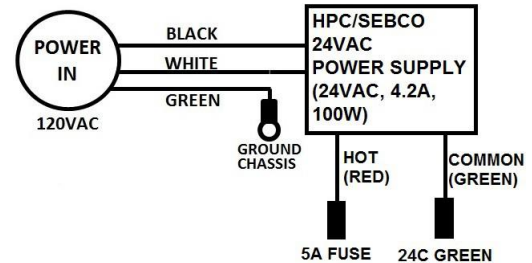 POWER
IN
120VAC
BLACK
WHITE
GREEN
GROUND
CHASSIS
HPC/SEBCO
24VAC
POWER SUPPLY
(24VAC, 4.2A,
100W)
HOT
(RED)
COMMON
(GREEN)
5A FUSE
24C GREEN